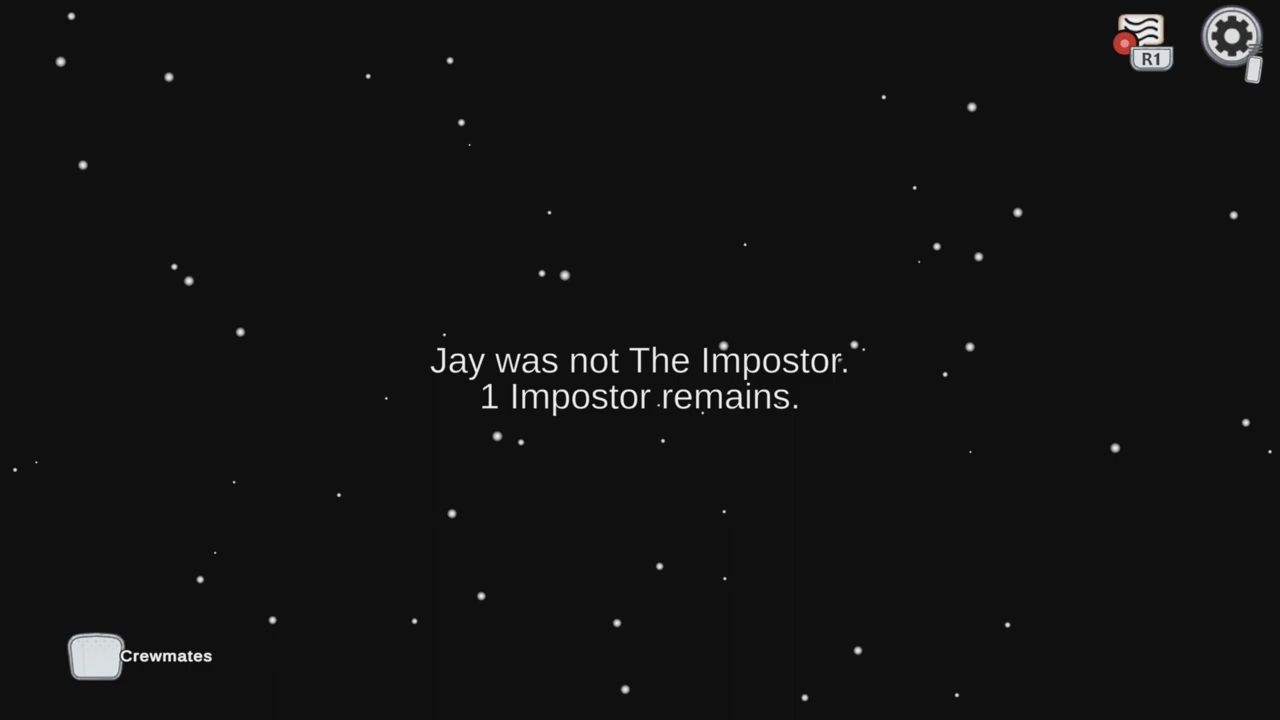 R1
Jay was not The Impostor.
1 Impostor remains.
Crewmates